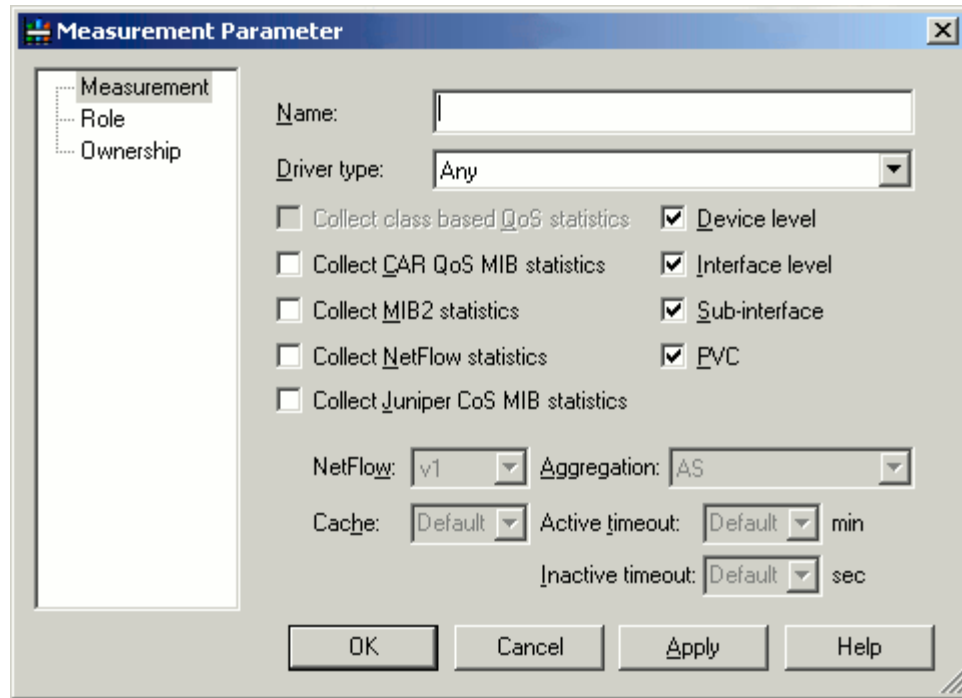 Measurement Parameter
Measurement
Role
Ownership
Name:
Driver type: Any
Collect class based QoS statistics Device level
Collect CAR QoS MIB statistics Interface level
Collect MIB2 statistics Sub-interface
Collect NetFlow statistics PVC
Collect Juniper CoS MIB statistics
NetFlow: v1 Aggregation: AS
Cache: Default Active timeout: Default min
Inactive timeout: Default sec
OK Cancel Apply Help